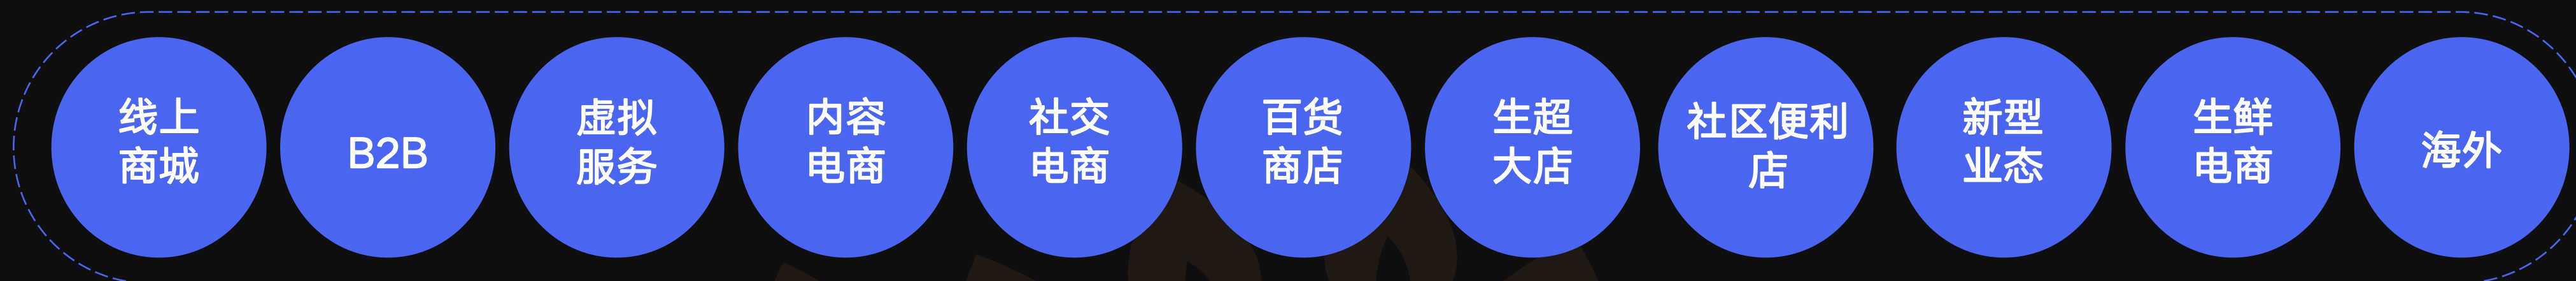 线上
商城
B2B
虚拟
服务
内容
电商
社交
电商
百货
商店
生超
大店
社区便利
店
新型
业态
生鲜
电商
海外